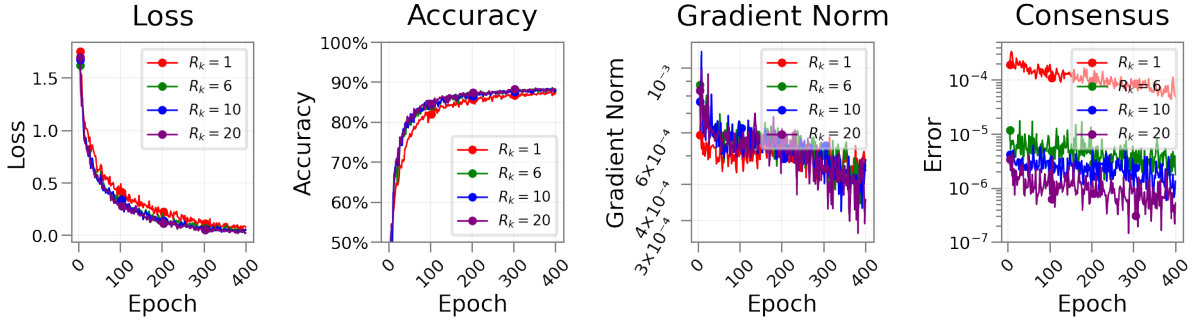 Loss
Loss
1.5
1.0
0.5
0.0
R_k = 1
R_k = 6
R_k = 10
R_k = 20
0
100
200
300
400
Epoch
Accuracy
Accuracy
100%
90%
80%
70%
60%
50%
R_k = 1
R_k = 6
R_k = 10
R_k = 20
0
100
200
300
400
Epoch
Gradient Norm
Gradient Norm
10⁻³
6×10⁻⁴
4×10⁻⁴
3×10⁻⁴
R_k = 1
R_k = 6
R_k = 10
R_k = 20
0
100
200
300
400
Epoch
Consensus
Error
10⁻⁴
10⁻⁵
10⁻⁶
10⁻⁷
R_k = 1
R_k = 6
R_k = 10
R_k = 20
0
100
200
300
400
Epoch